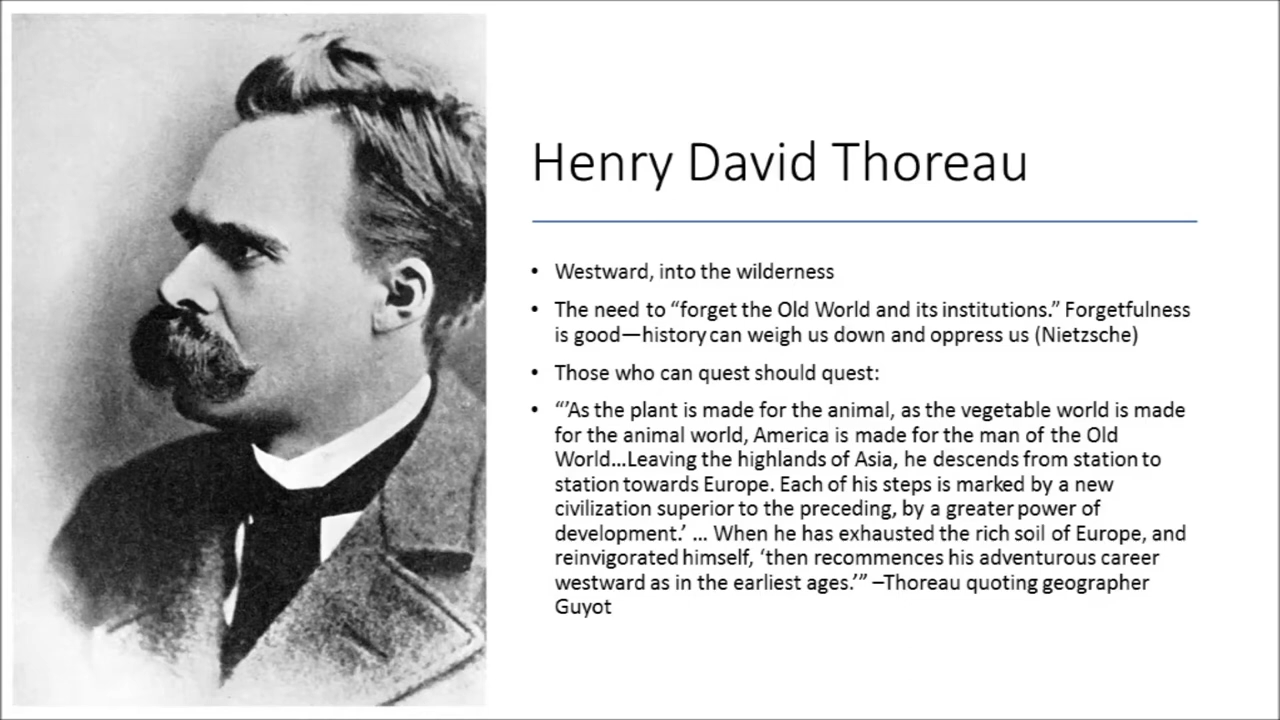 Henry David Thoreau
• Westward, into the wilderness
• The need to “forget the Old World and its institutions.” Forgetfulness
is good—history can weigh us down and oppress us (Nietzsche)
• Those who can quest should quest:
• “’As the plant is made for the animal, as the vegetable world is made
for the animal world, America is made for the man of the Old
World…Leaving the highlands of Asia, he descends from station to
station towards Europe. Each of his steps is marked by a new
civilization superior to the preceding, by a greater power of
development.’ … When he has exhausted the rich soil of Europe, and
reinvigorated himself, ‘then recommences his adventurous career
westward as in the earliest ages.’” –Thoreau quoting geographer
Guyot